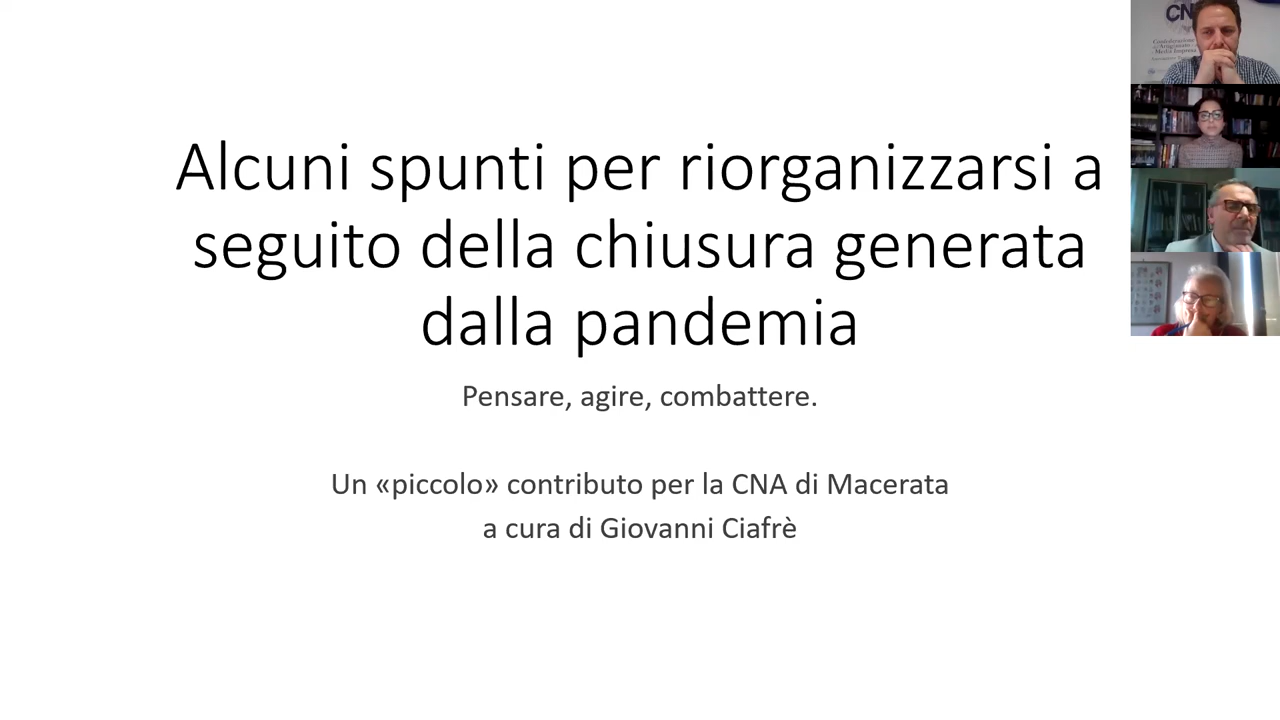 Alcuni spunti per riorganizzarsi a
seguito della chiusura generata
dalla pandemia
Pensare, agire, combattere.
Un «piccolo» contributo per la CNA di Macerata
a cura di Giovanni Ciafrè
CN